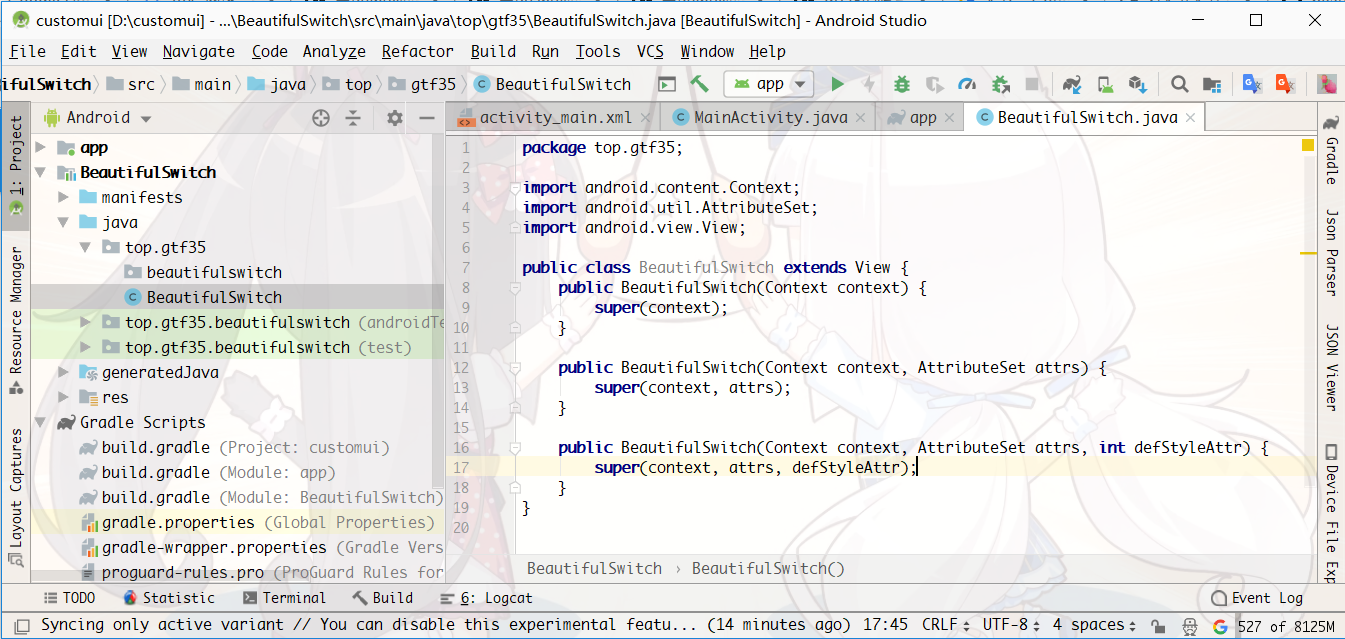 customui [D:\customui] - ...\BeautifulSwitch\src\main\java\top\gtf35\BeautifulSwitch.java [BeautifulSwitch] - Android Studio
File Edit View Navigate Code Analyze Refactor Build Run Tools VCS Window Help
ifulSwitch src main java top gtf35 BeautifulSwitch app
Android
activity_main.xml MainActivity.java app BeautifulSwitch.java
1: Project
Resource Manager
Layout Captures
app
BeautifulSwitch
manifests
java
top.gtf35
beautifulswitch
BeautifulSwitch
top.gtf35.beautifulswitch (androidTe
top.gtf35.beautifulswitch (test)
generatedJava
res
Gradle Scripts
build.gradle (Project: customui)
build.gradle (Module: app)
build.gradle (Module: BeautifulSwitch)
gradle.properties (Global Properties)
gradle-wrapper.properties (Gradle Vers
proguard-rules.pro (ProGuard Rules for
1 package top.gtf35;
2
3 import android.content.Context;
4 import android.util.AttributeSet;
5 import android.view.View;
6
7 public class BeautifulSwitch extends View {
8 public BeautifulSwitch(Context context) {
9 super(context);
10 }
11
12 public BeautifulSwitch(Context context, AttributeSet attrs) {
13 super(context, attrs);
14 }
15
16 public BeautifulSwitch(Context context, AttributeSet attrs, int defStyleAttr) {
17 super(context, attrs, defStyleAttr);
18 }
19 }
20
BeautifulSwitch › BeautifulSwitch()
Gradle
Json Parser
JSON Viewer
Device File Exp
TODO Statistic Terminal Build 6: Logcat Event Log
Syncing only active variant // You can disable this experimental featu... (14 minutes ago) 17:45 CRLF UTF-8 4 spaces 527 of 8125M